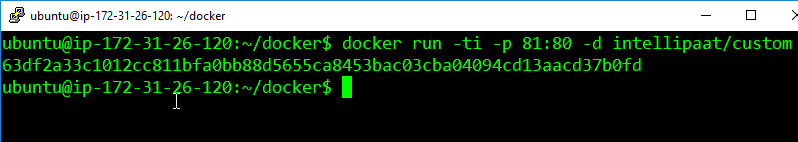 ubuntu@ip-172-31-26-120: ~/docker
ubuntu@ip-172-31-26-120:~/docker$ docker run -ti -p 81:80 -d intellipaat/custom
63df2a33c1012cc811bfa0bb88d5655ca8453bac03cba04094cd13aacd37b0fd
ubuntu@ip-172-31-26-120:~/docker$